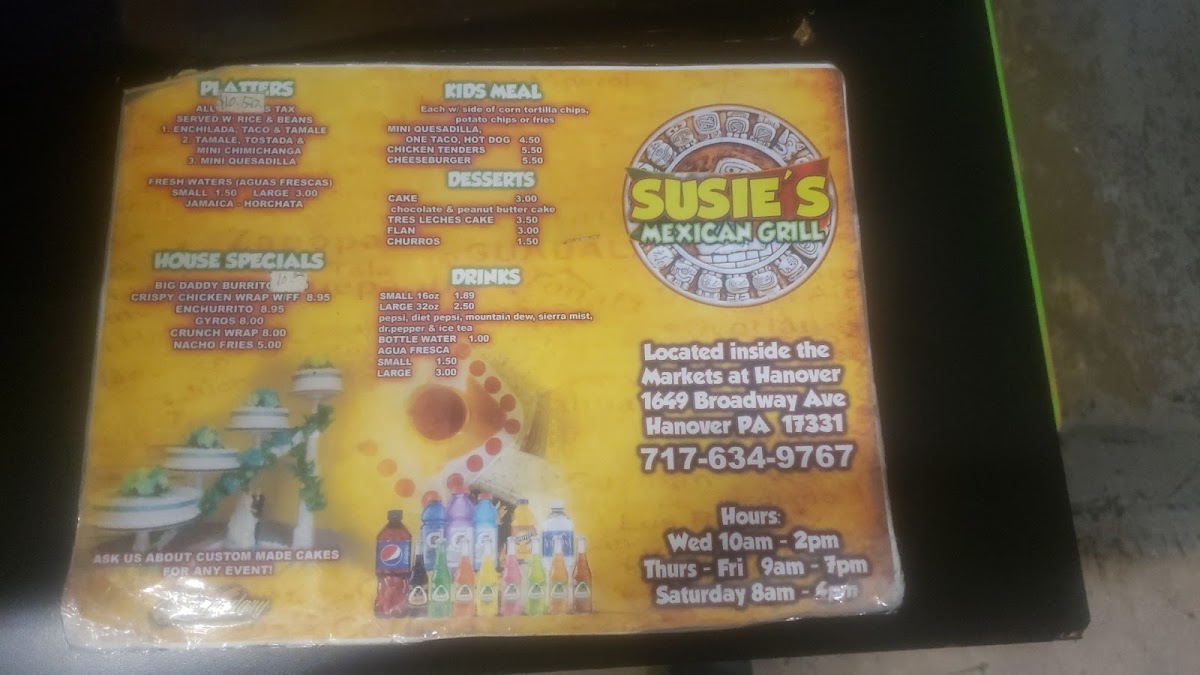 PLATTERS
ALL 10.50 S TAX
SERVED W/ RICE & BEANS
1. ENCHILADA, TACO & TAMALE
2. TAMALE, TOSTADA &
MINI CHIMICHANGA
3. MINI QUESADILLA
FRESH WATERS (AGUAS FRESCAS)
SMALL 1.50 LARGE 3.00
JAMAICA - HORCHATA
HOUSE SPECIALS
BIG DADDY BURRITO
CRISPY CHICKEN WRAP W/FF 8.95
ENCHURRITO 8.95
GYROS 8.00
CRUNCH WRAP 8.00
NACHO FRIES 5.00
ASK US ABOUT CUSTOM MADE CAKES
FOR ANY EVENT!
KIDS MEAL
Each w/ side of corn tortilla chips,
potato chips or fries
MINI QUESADILLA,
ONE TACO, HOT DOG 4.50
CHICKEN TENDERS 5.50
CHEESEBURGER 5.50
DESSERTS
CAKE 3.00
chocolate & peanut butter cake
TRES LECHES CAKE 3.50
FLAN 3.00
CHURROS 1.50
DRINKS
SMALL 16oz 1.89
LARGE 32oz 2.50
pepsi, diet pepsi, mountain dew, sierra mist,
dr.pepper & ice tea
BOTTLE WATER 1.00
AGUA FRESCA
SMALL 1.50
LARGE 3.00
pepsi
SUSIE'S
MEXICAN GRILL
Located inside the
Markets at Hanover
1649 Broadway Ave
Hanover PA 17331
717-634-9767
Hours:
Wed 10am - 2pm
Thurs - Fri 9am - 7pm
Saturday 8am - 4pm